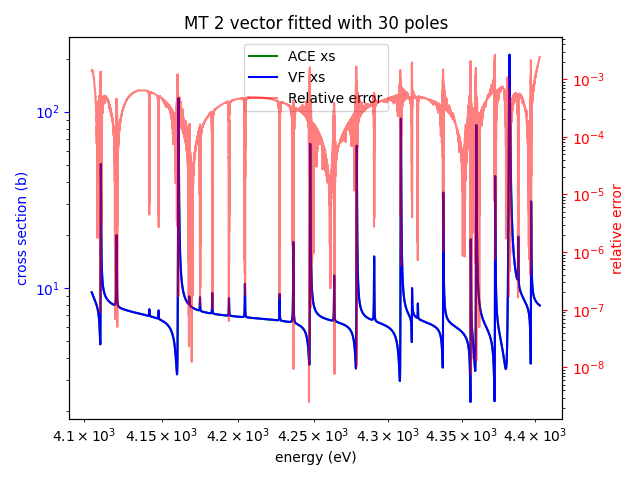 MT 2 vector fitted with 30 poles
ACE xs
VF xs
Relative error
cross section (b)
10²
10¹
relative error
10⁻³
10⁻⁴
10⁻⁵
10⁻⁶
10⁻⁷
10⁻⁸
4.1 × 10³ 4.15 × 10³ 4.2 × 10³ 4.25 × 10³ 4.3 × 10³ 4.35 × 10³ 4.4 × 10³
energy (eV)